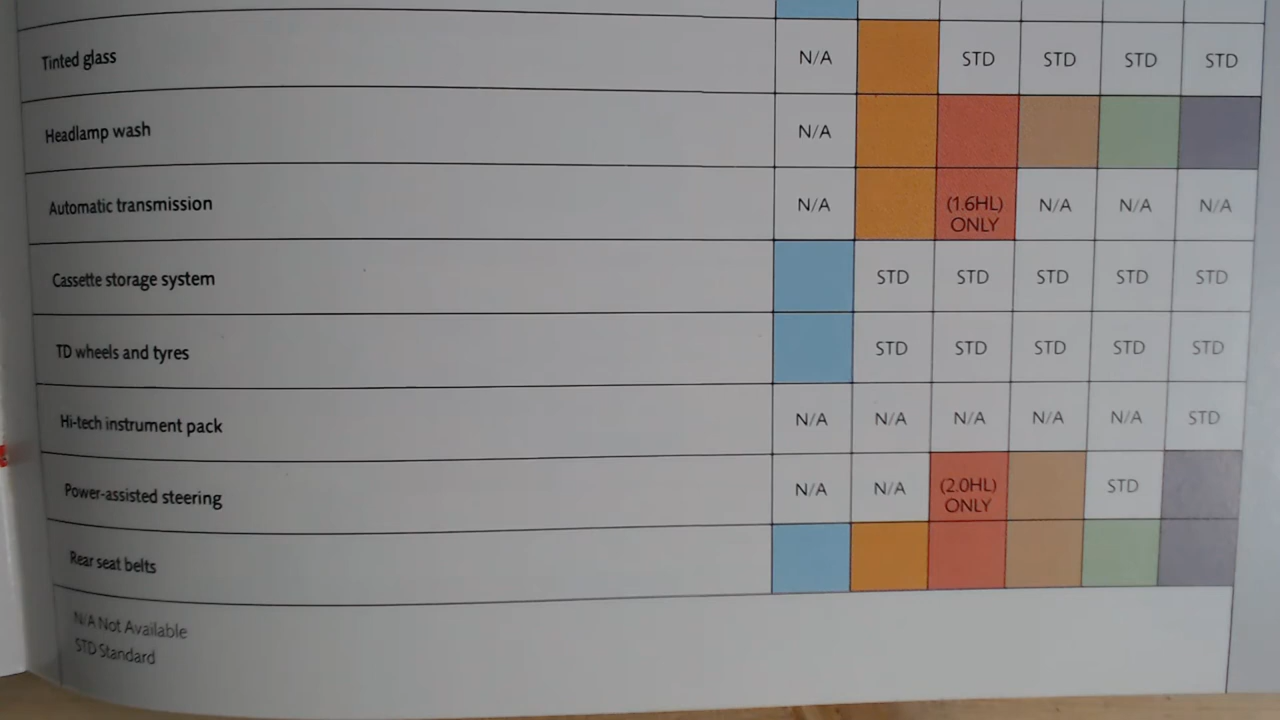 Tinted glass N/A STD STD STD STD
Headlamp wash N/A
Automatic transmission N/A (1.6HL) ONLY N/A N/A N/A
Cassette storage system STD STD STD STD STD
TD wheels and tyres STD STD STD STD STD
Hi-tech instrument pack N/A N/A N/A N/A N/A STD
Power-assisted steering N/A N/A (2.0HL) ONLY STD
Rear seat belts
N/A Not Available
STD Standard